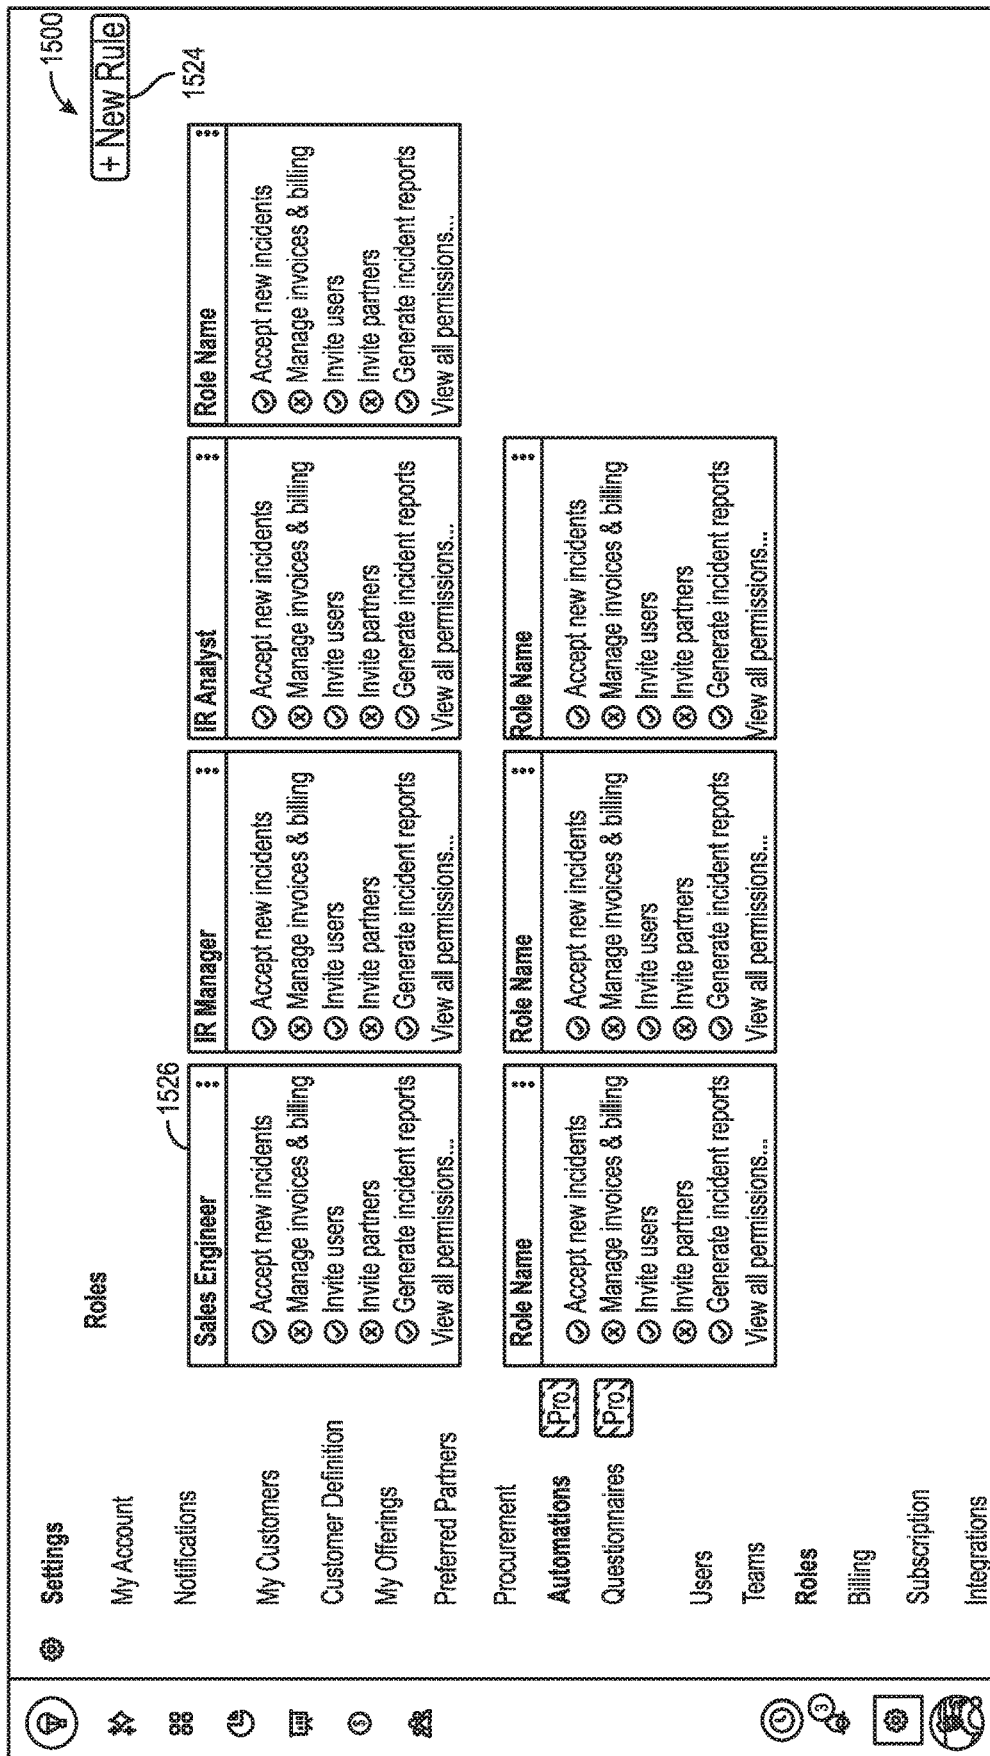 1500
Settings
Roles
+ New Rule
1524
1526
My Account
Notifications
My Customers
Customer Definition
My Offerings
Preferred Partners
Procurement
Automations Pro
Questionnaires Pro
Users
Teams
Roles
Billing
Subscription
Integrations
3
Sales Engineer
Accept new incidents
Manage invoices & billing
Invite users
Invite partners
Generate incident reports
View all permissions...
IR Manager
Accept new incidents
Manage invoices & billing
Invite users
Invite partners
Generate incident reports
View all permissions...
IR Analyst
Accept new incidents
Manage invoices & billing
Invite users
Invite partners
Generate incident reports
View all permissions...
Role Name
Accept new incidents
Manage invoices & billing
Invite users
Invite partners
Generate incident reports
View all permissions...
Role Name
Accept new incidents
Manage invoices & billing
Invite users
Invite partners
Generate incident reports
View all permissions...
Role Name
Accept new incidents
Manage invoices & billing
Invite users
Invite partners
Generate incident reports
View all permissions...
Role Name
Accept new incidents
Manage invoices & billing
Invite users
Invite partners
Generate incident reports
View all permissions...